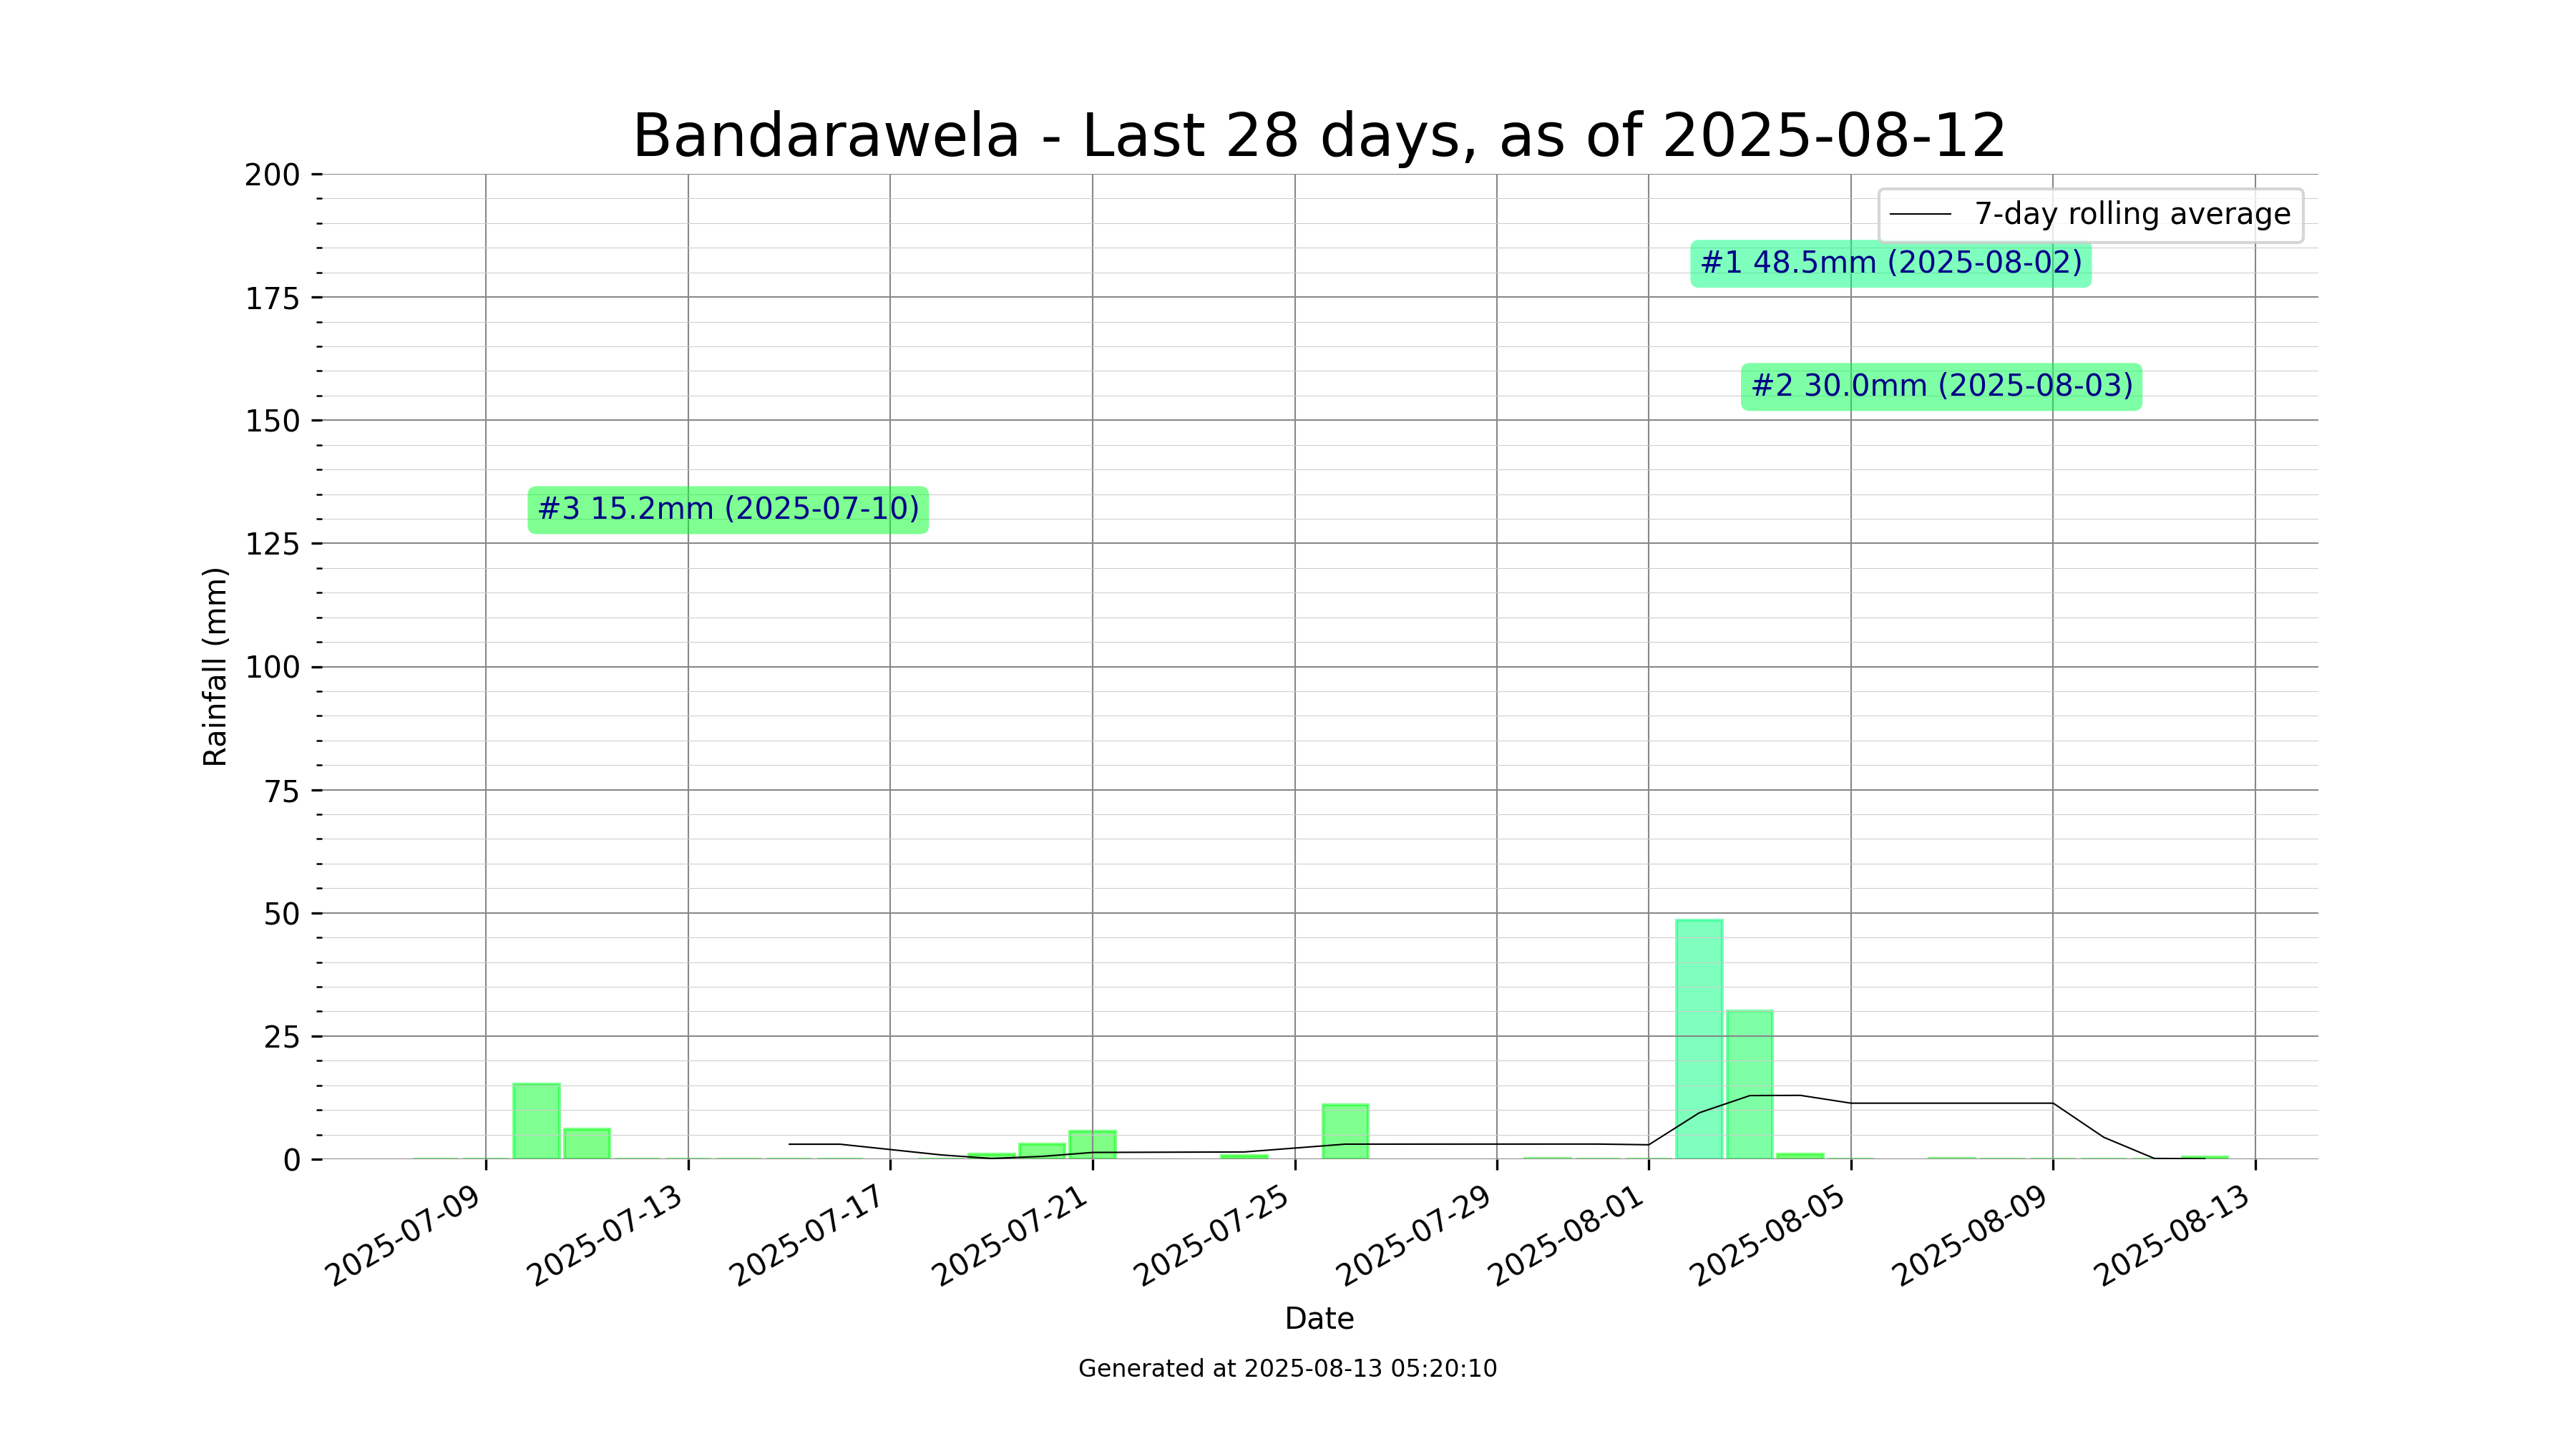 Bandarawela - Last 28 days, as of 2025-08-12
7-day rolling average
#1 48.5mm (2025-08-02)
#2 30.0mm (2025-08-03)
#3 15.2mm (2025-07-10)
Rainfall (mm)
200
175
150
125
100
75
50
25
0
2025-07-09
2025-07-13
2025-07-17
2025-07-21
2025-07-25
2025-07-29
2025-08-01
2025-08-05
2025-08-09
2025-08-13
Date
Generated at 2025-08-13 05:20:10